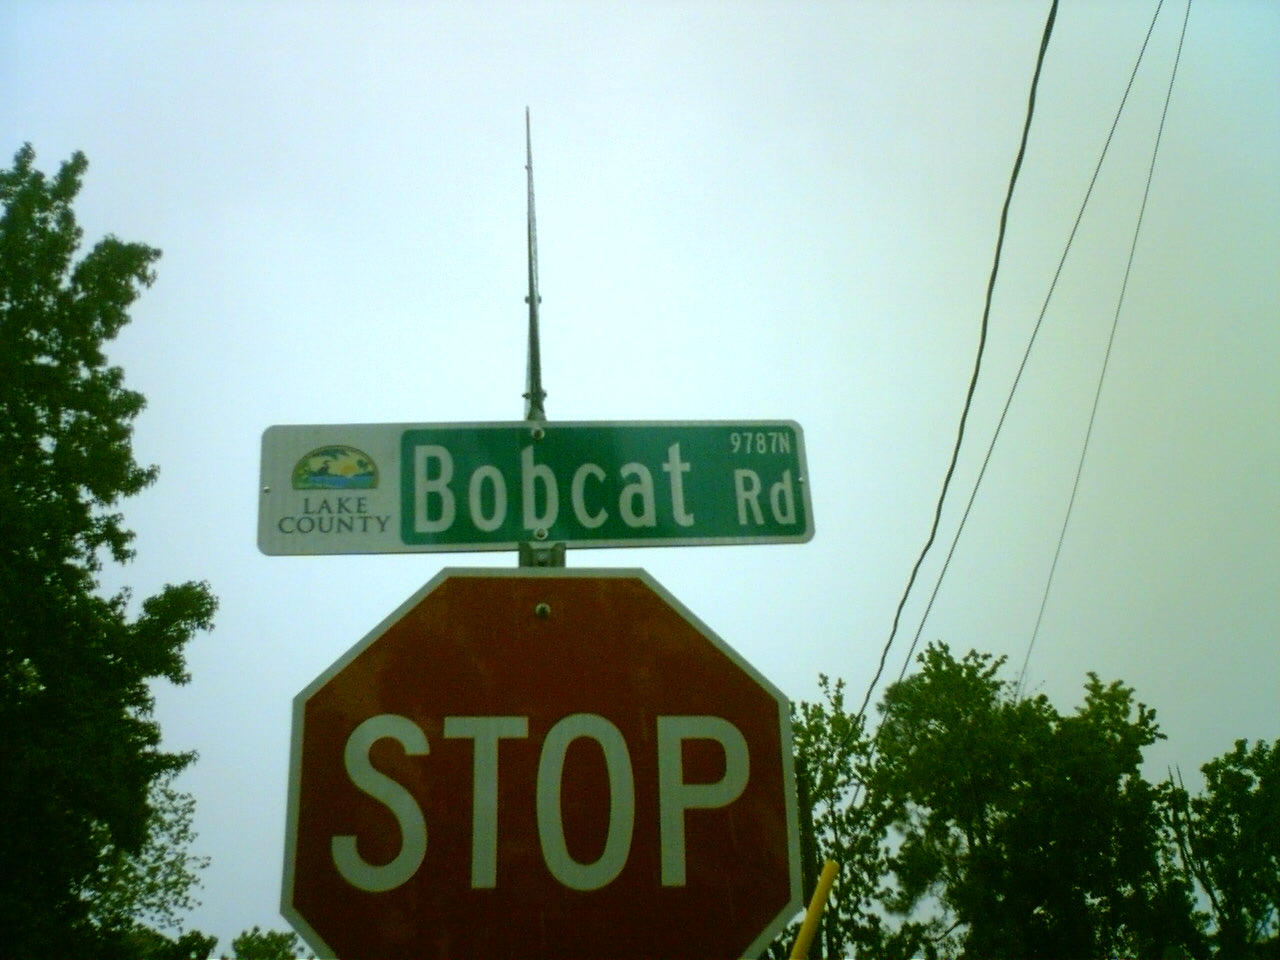 LAKE
COUNTY
Bobcat Rd
9787N
STOP